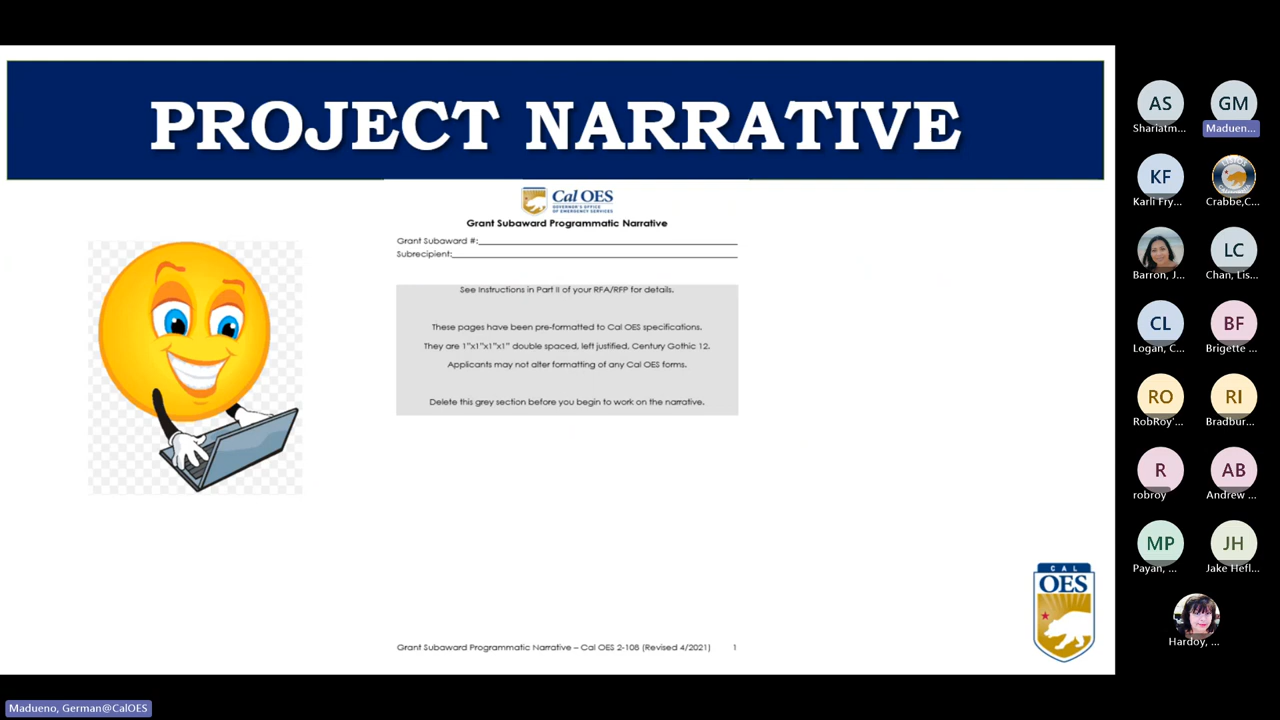 PROJECT NARRATIVE
Cal OES
GOVERNOR'S OFFICE
OF EMERGENCY SERVICES
Grant Subaward Programmatic Narrative
Grant Subaward #:
Subrecipient:
See Instructions in Part II of your RFA/RFP for details.
These pages have been pre-formatted to Cal OES specifications.
They are 1"x1"x1"x1" double spaced, left justified, Century Gothic 12.
Applicants may not alter formatting of any Cal OES forms.
Delete this grey section before you begin to work on the narrative.
Grant Subaward Programmatic Narrative – Cal OES 2-108 (Revised 4/2021) 1
CAL
OES
AS GM
Shariatm... Maduen...
KF
Karli Fry... Crabbe,C...
LC
Barron, J... Chan, Lis...
CL BF
Logan, C... Brigette ...
RO RI
RobRoy'... Bradbur...
R AB
robroy Andrew ...
MP JH
Payan, ... Jake Hefl...
Hardoy, ...
Madueno, German@CalOES